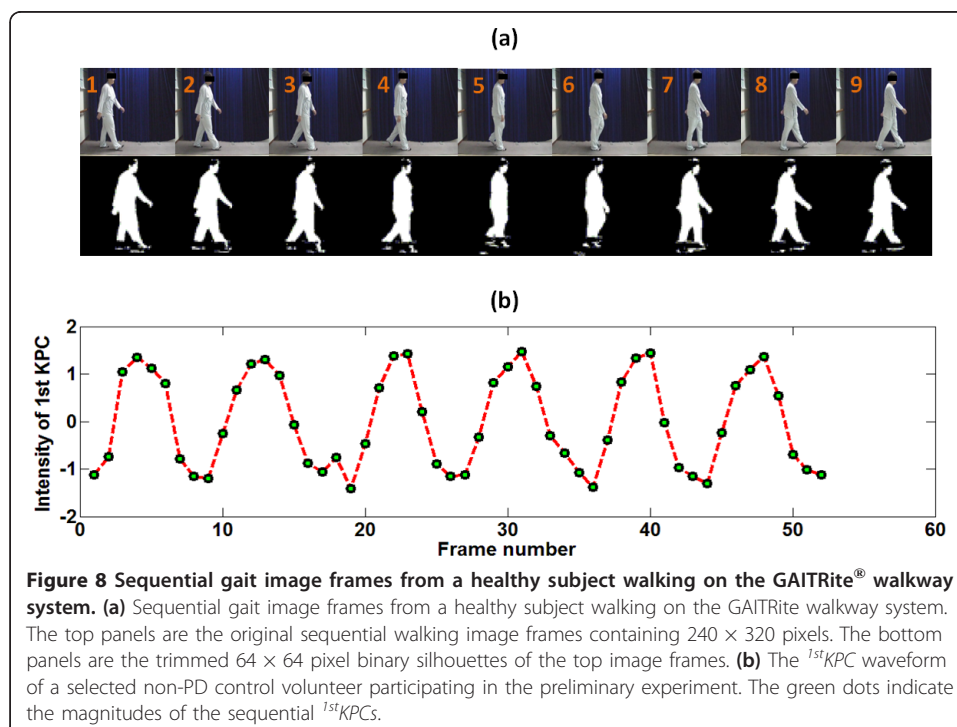 (a)
1 2 3 4 5 6 7 8 9
(b)
Intensity of 1st KPC
2
1
0
-1
-2
0 10 20 30 40 50 60
Frame number
Figure 8 Sequential gait image frames from a healthy subject walking on the GAITRite® walkway
system. (a) Sequential gait image frames from a healthy subject walking on the GAITRite walkway system.
The top panels are the original sequential walking image frames containing 240 × 320 pixels. The bottom
panels are the trimmed 64 × 64 pixel binary silhouettes of the top image frames. (b) The 1stKPC waveform
of a selected non-PD control volunteer participating in the preliminary experiment. The green dots indicate
the magnitudes of the sequential 1stKPCs.